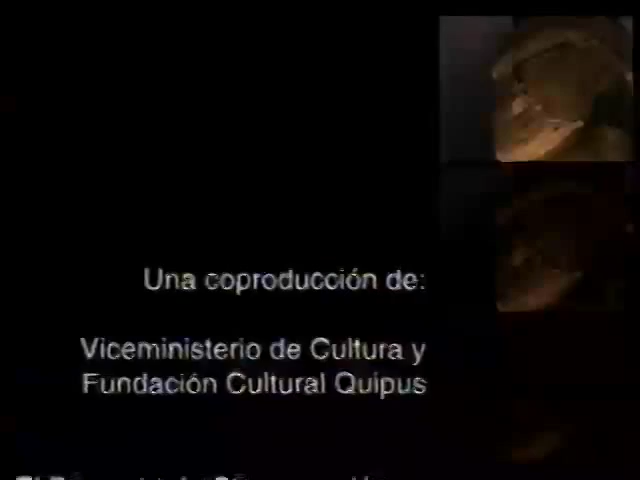 Una coproducción de:
Viceministerio de Cultura y
Fundación Cultural Quipus